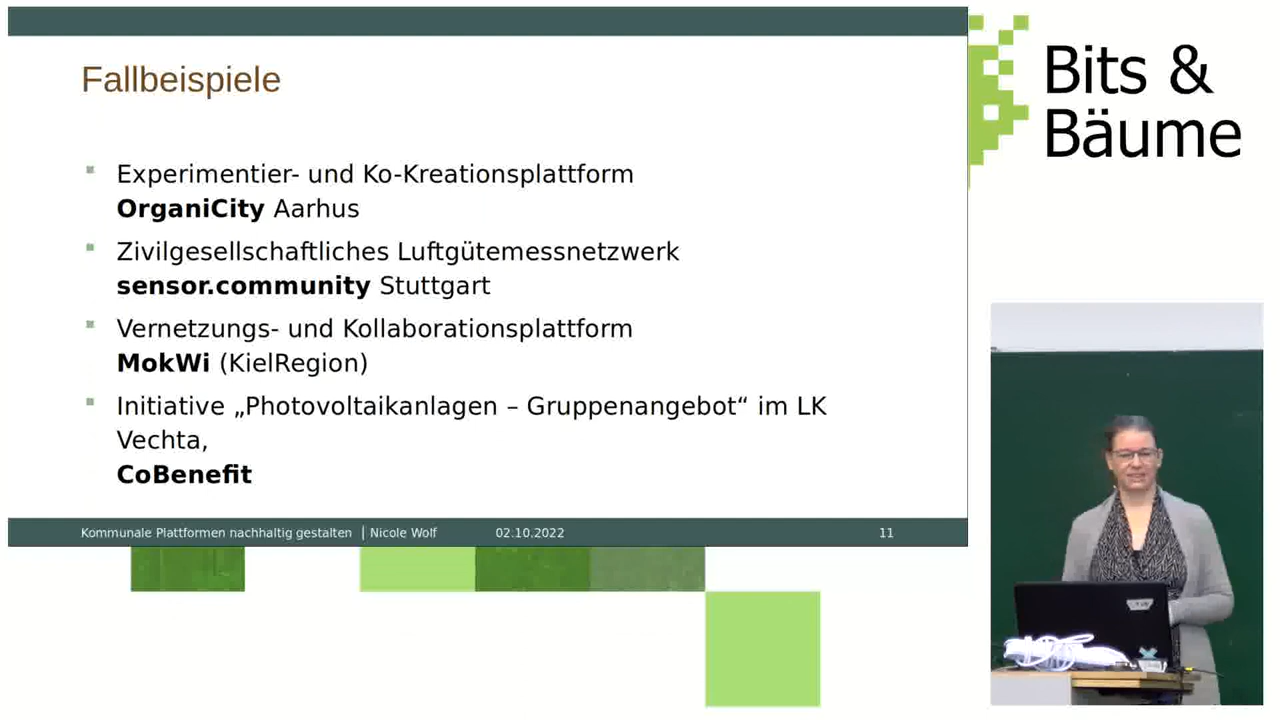 Fallbeispiele
Experimentier- und Ko-Kreationsplattform
OrganiCity Aarhus
Zivilgesellschaftliches Luftgütemessnetzwerk
sensor.community Stuttgart
Vernetzungs- und Kollaborationsplattform
MokWi (KielRegion)
Initiative „Photovoltaikanlagen – Gruppenangebot“ im LK
Vechta,
CoBenefit
Kommunale Plattformen nachhaltig gestalten | Nicole Wolf 02.10.2022 11
Bits &
Bäume